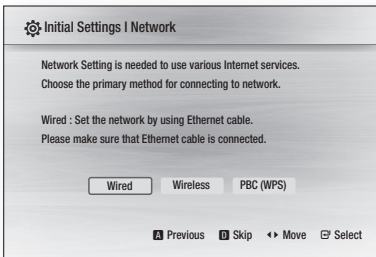 Initial Settings I Network
Network Setting is needed to use various Internet services.
Choose the primary method for connecting to network.
Wired : Set the network by using Ethernet cable.
Please make sure that Ethernet cable is connected.
Wired Wireless PBC (WPS)
A Previous D Skip Move Select